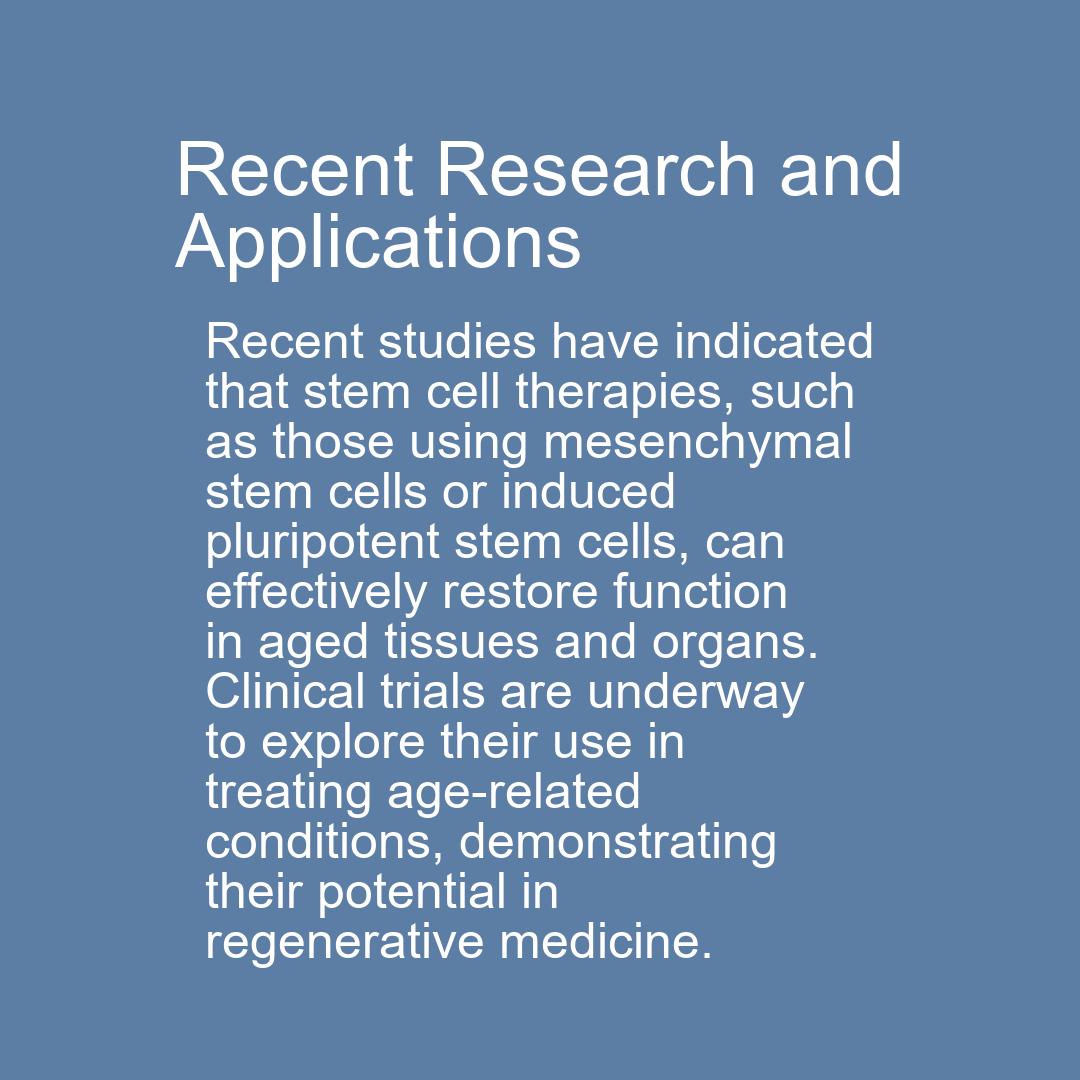 Recent Research and
Applications
Recent studies have indicated
that stem cell therapies, such
as those using mesenchymal
stem cells or induced
pluripotent stem cells, can
effectively restore function
in aged tissues and organs.
Clinical trials are underway
to explore their use in
treating age-related
conditions, demonstrating
their potential in
regenerative medicine.